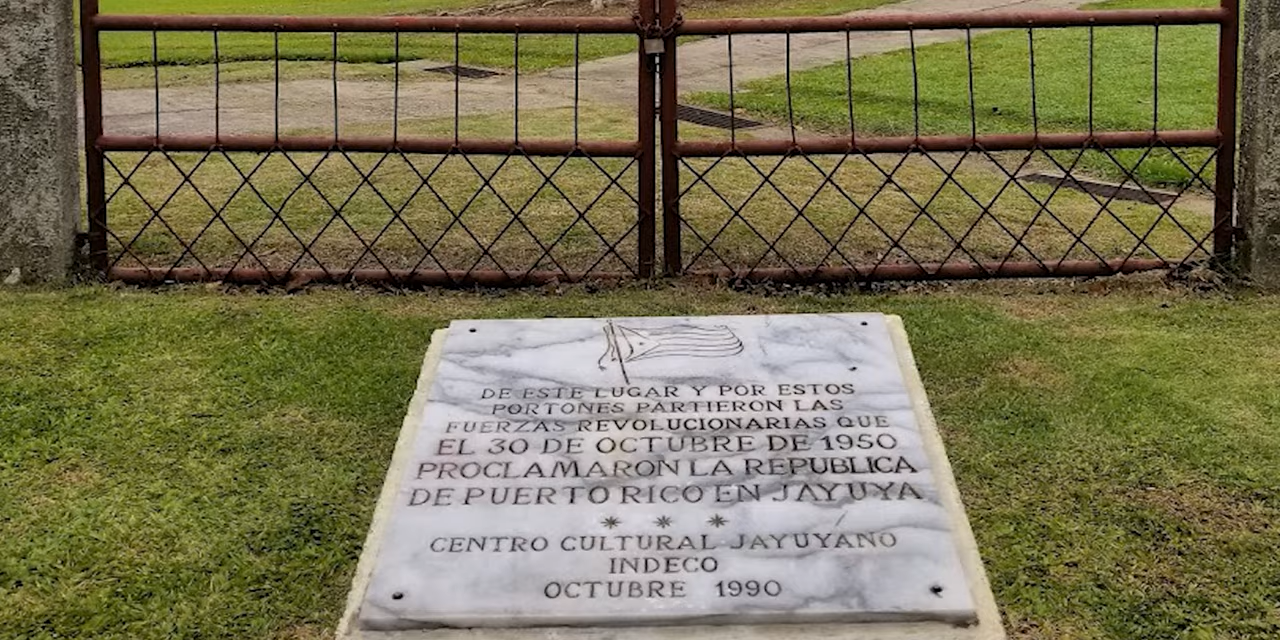 DE ESTE LUGAR Y POR ESTOS
PORTONES PARTIERON LAS
FUERZAS REVOLUCIONARIAS QUE
EL 30 DE OCTUBRE DE 1950
PROCLAMARON LA REPUBLICA
DE PUERTO RICO EN JAYUYA
* * *
CENTRO CULTURAL JAYUYANO
INDECO
OCTUBRE 1990